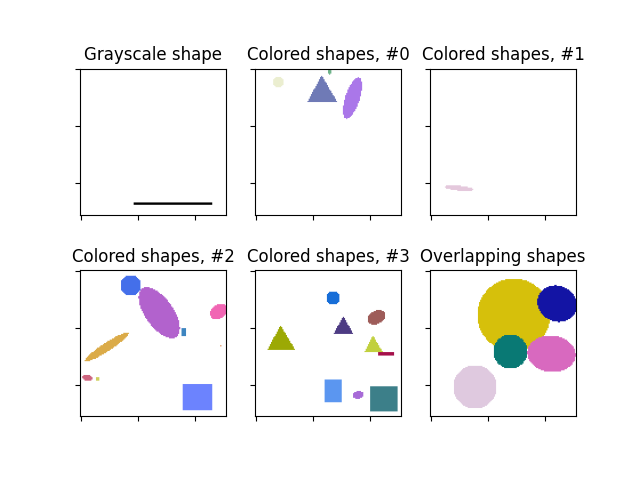 Grayscale shape
Colored shapes, #0
Colored shapes, #1
Colored shapes, #2
Colored shapes, #3
Overlapping shapes